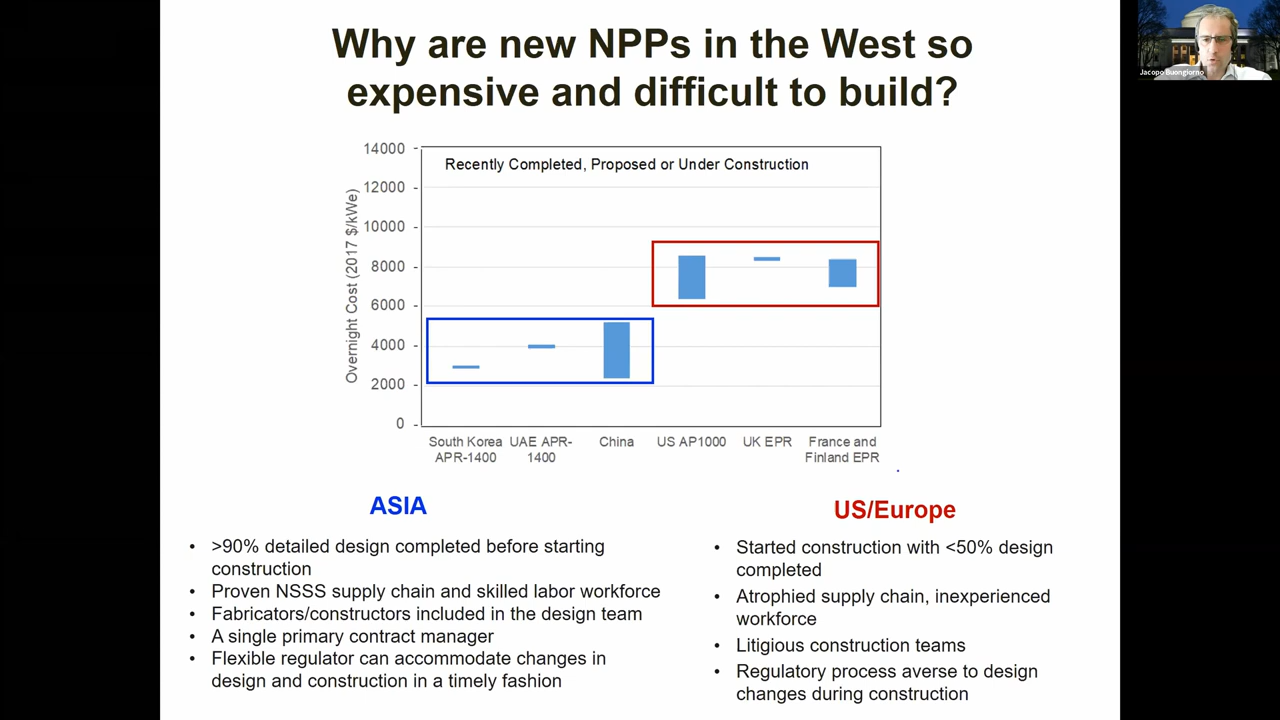 Why are new NPPs in the West so
expensive and difficult to build?
Jacopo Buongiorno
Recently Completed, Proposed or Under Construction
Overnight Cost (2017 $/kWe)
14000
12000
10000
8000
6000
4000
2000
0
South Korea
APR-1400
UAE APR-
1400
China
US AP1000
UK EPR
France and
Finland EPR
ASIA
• >90% detailed design completed before starting
construction
• Proven NSSS supply chain and skilled labor workforce
• Fabricators/constructors included in the design team
• A single primary contract manager
• Flexible regulator can accommodate changes in
design and construction in a timely fashion
US/Europe
• Started construction with <50% design
completed
• Atrophied supply chain, inexperienced
workforce
• Litigious construction teams
• Regulatory process averse to design
changes during construction